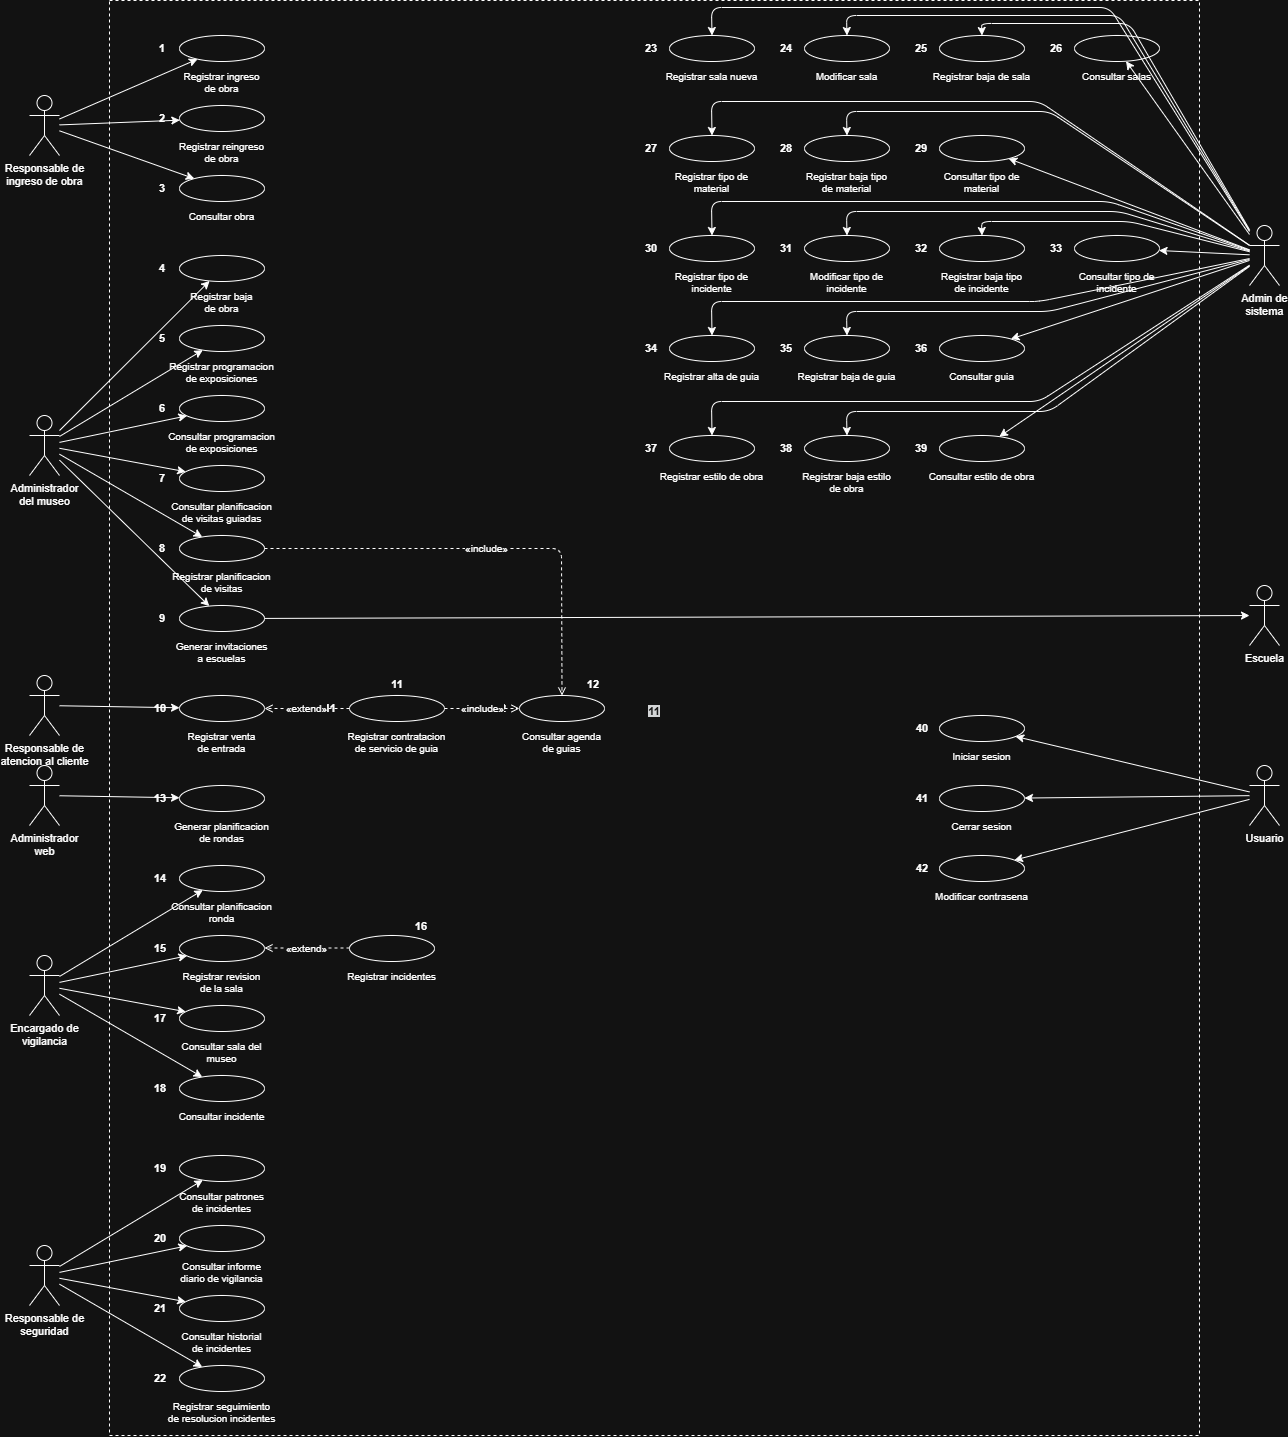 1
Registrar ingreso
de obra
2
Registrar reingreso
de obra
3
Consultar obra
Responsable de
ingreso de obra
4
Registrar baja
de obra
5
Registrar programacion
de exposiciones
6
Consultar programacion
de exposiciones
7
Consultar planificacion
de visitas guiadas
8
Registrar planificacion
de visitas
9
Generar invitaciones
a escuelas
Administrador
del museo
«include»
10
Registrar venta
de entrada
«extend»
11
Registrar contratacion
de servicio de guia
«include»
12
Consultar agenda
de guias
11
Responsable de
atencion al cliente
13
Generar planificacion
de rondas
Administrador
web
14
Consultar planificacion
ronda
15
Registrar revision
de la sala
«extend»
16
Registrar incidentes
17
Consultar sala del
museo
18
Consultar incidente
Encargado de
vigilancia
19
Consultar patrones
de incidentes
20
Consultar informe
diario de vigilancia
21
Consultar historial
de incidentes
22
Registrar seguimiento
de resolucion incidentes
Responsable de
seguridad
23
Registrar sala nueva
24
Modificar sala
25
Registrar baja de sala
26
Consultar salas
27
Registrar tipo de
material
28
Registrar baja tipo
de material
29
Consultar tipo de
material
30
Registrar tipo de
incidente
31
Modificar tipo de
incidente
32
Registrar baja tipo
de incidente
33
Consultar tipo de
incidente
34
Registrar alta de guia
35
Registrar baja de guia
36
Consultar guia
37
Registrar estilo de obra
38
Registrar baja estilo
de obra
39
Consultar estilo de obra
Admin de
sistema
Escuela
40
Iniciar sesion
41
Cerrar sesion
42
Modificar contrasena
Usuario